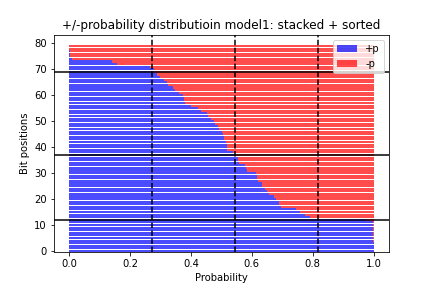 +/-probability distributioin model1: stacked + sorted
+p
-p
Bit positions
80
70
60
50
40
30
20
10
0
0.0 0.2 0.4 0.6 0.8 1.0
Probability